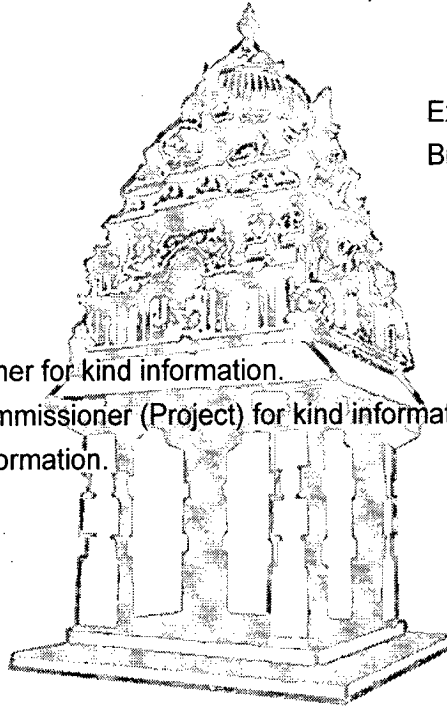 ner for kind information.
mmissioner (Project) for kind informat
ormation.